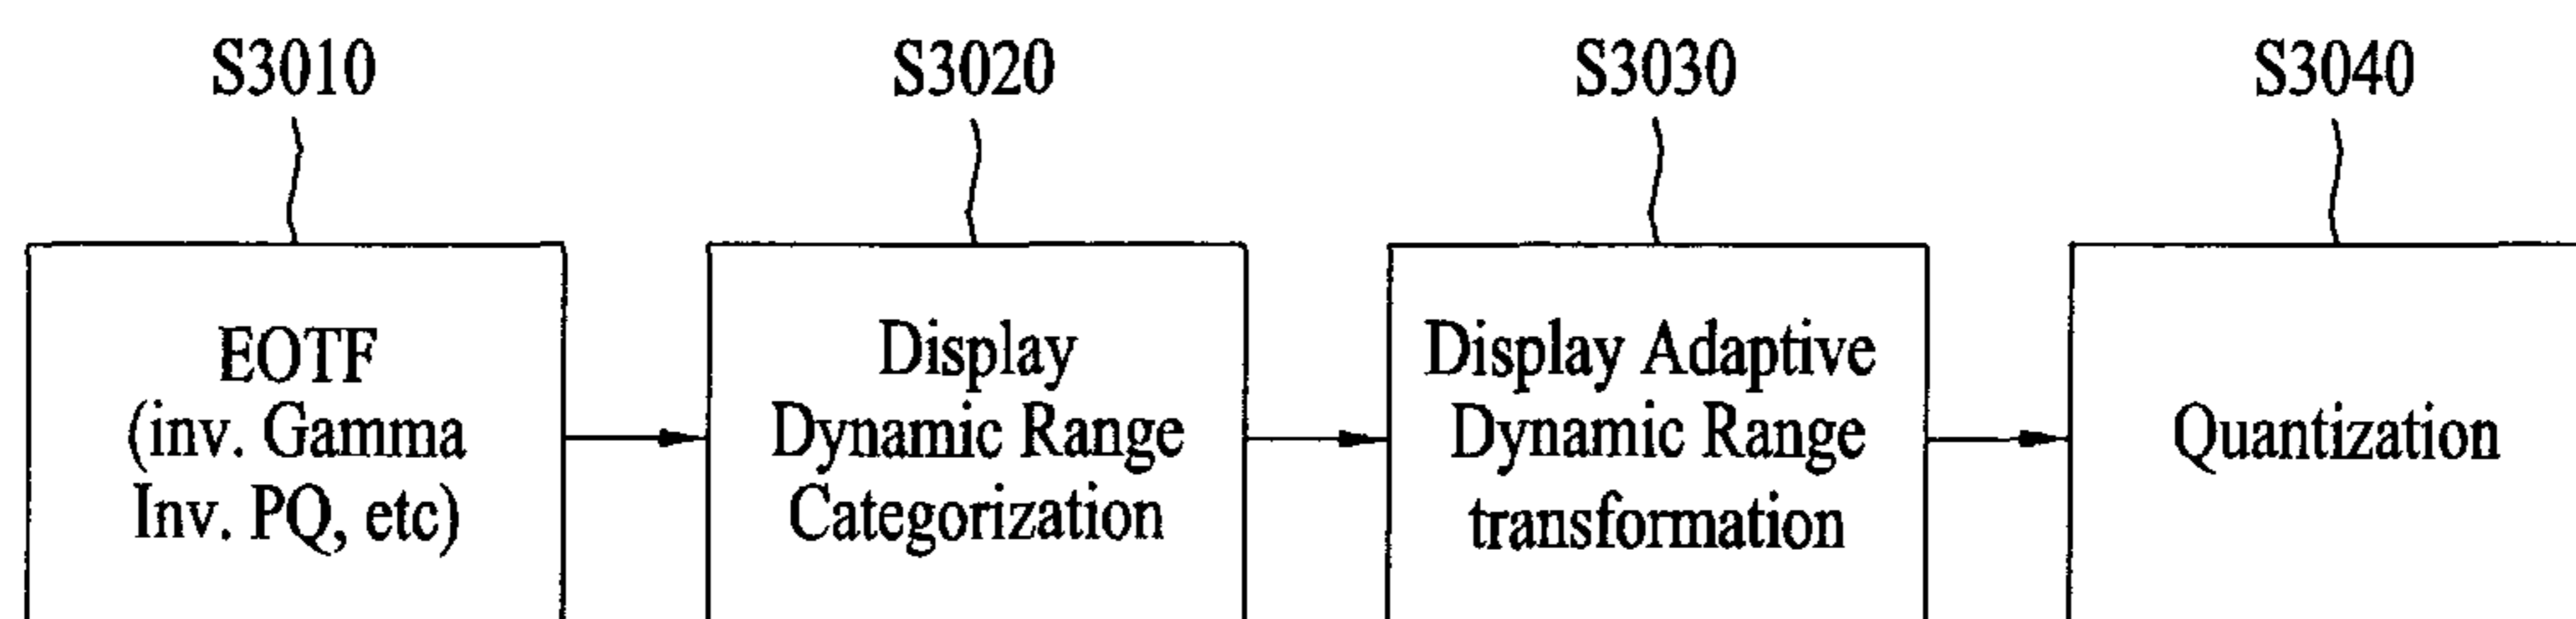 S3010
S3020
S3030
S3040
EOTF
(inv. Gamma
Inv. PQ, etc)
Display
Dynamic Range
Categorization
Display Adaptive
Dynamic Range
transformation
Quantization